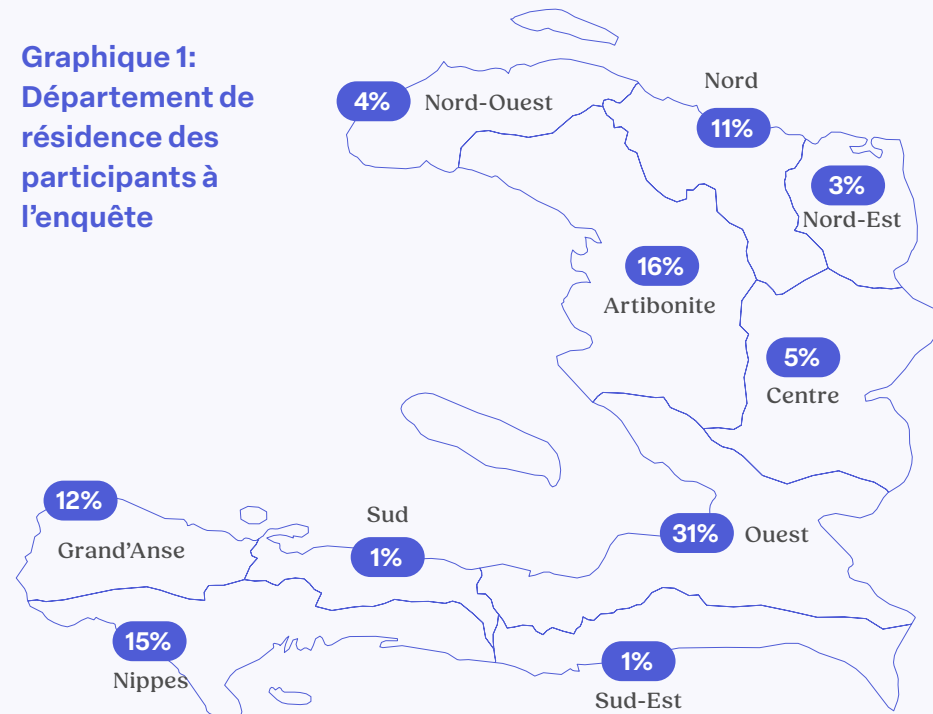 Graphique 1:
Département de
résidence des
participants à
l'enquête
Nord
4%
Nord-Ouest
11%
3%
Nord-Est
16%
Artibonite
5%
Centre
12%
Grand'Anse
Sud
1%
31%
Ouest
15%
Nippes
1%
Sud-Est